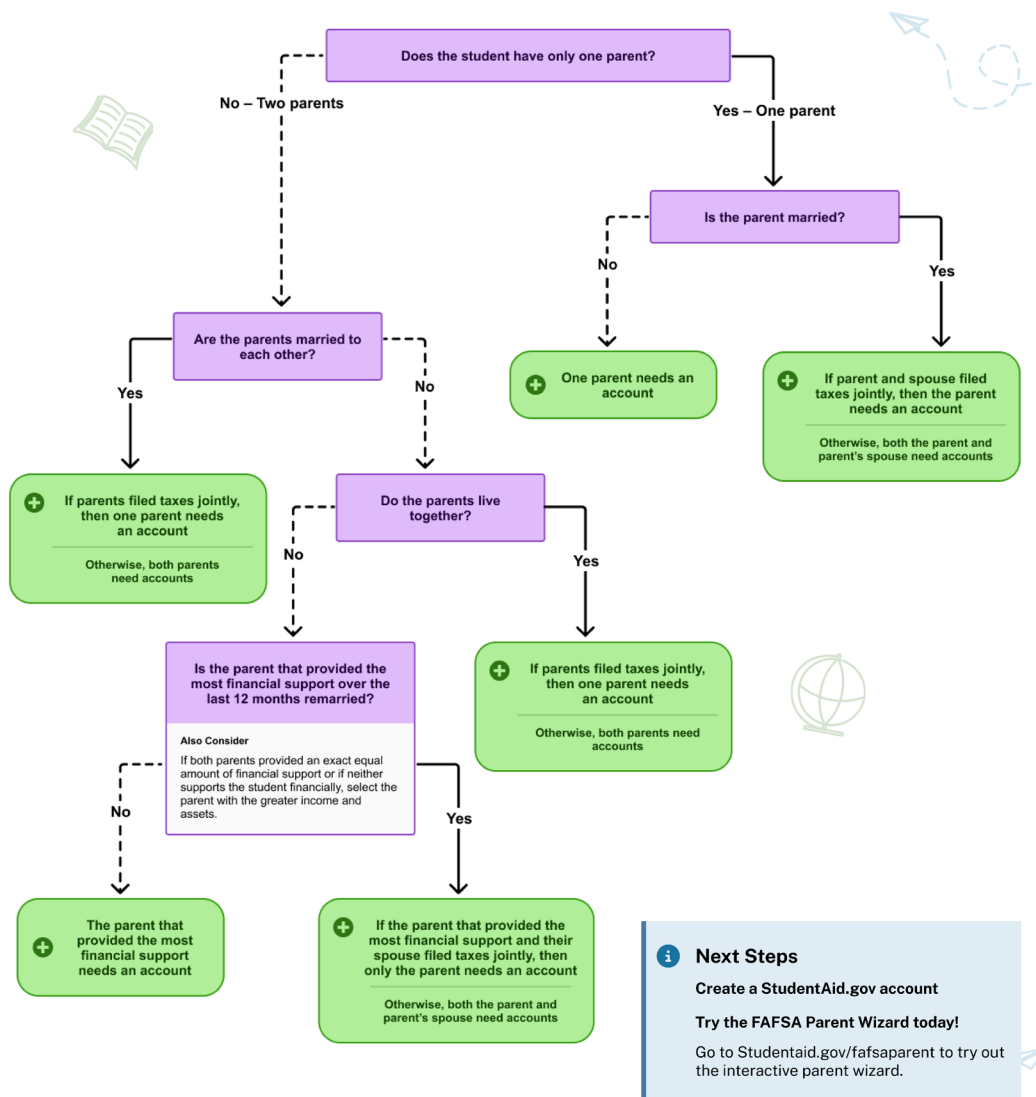 Does the student have only one parent?
No – Two parents
Yes – One parent
Is the parent married?
No
Yes
Are the parents married to
each other?
Yes
No
One parent needs an
account
If parent and spouse filed
taxes jointly, then the parent
needs an account
Otherwise, both the parent and
parent's spouse need accounts
If parents filed taxes jointly,
then one parent needs
an account
Otherwise, both parents
need accounts
Do the parents live
together?
No
Yes
Is the parent that provided the
most financial support over the
last 12 months remarried?
Also Consider
If both parents provided an exact equal
amount of financial support or if neither
supports the student financially, select the
parent with the greater income and
assets.
If parents filed taxes jointly,
then one parent needs
an account
Otherwise, both parents need
accounts
No
Yes
The parent that
provided the most
financial support
needs an account
If the parent that provided the
most financial support and their
spouse filed taxes jointly, then
only the parent needs an account
Otherwise, both the parent and
parent's spouse need accounts
Next Steps
Create a StudentAid.gov account
Try the FAFSA Parent Wizard today!
Go to Studentaid.gov/fafsaparent to try out
the interactive parent wizard.